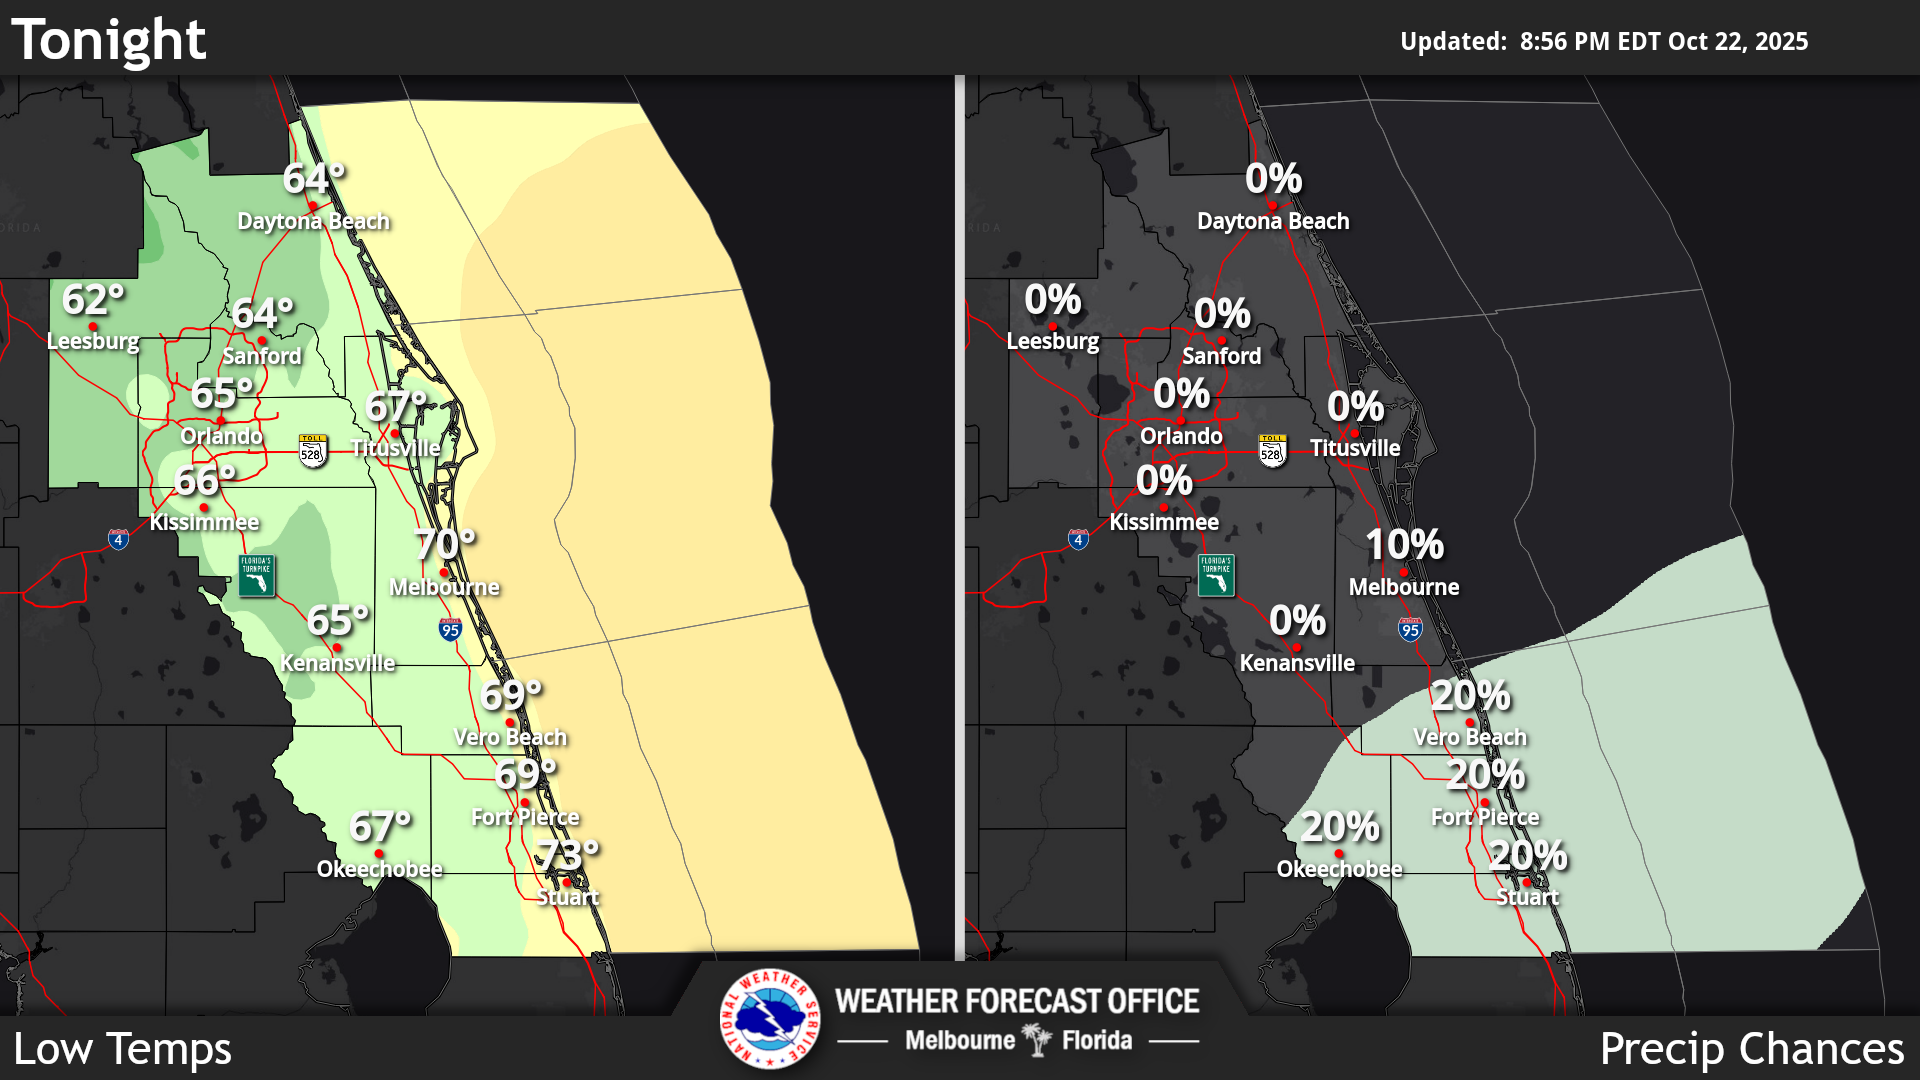 Tonight
Updated: 8:56 PM EDT Oct 22, 2025
64°
Daytona Beach
62°
Leesburg
64°
Sanford
65°
Orlando
67°
Titusville
TOLL
528
66°
Kissimmee
4
FLORIDA'S
TURNPIKE
70°
Melbourne
95
65°
Kenansville
69°
Vero Beach
69°
Fort Pierce
67°
Okeechobee
73°
Stuart
0%
Daytona Beach
RIDA
0%
Leesburg
0%
Sanford
0%
Orlando
0%
Titusville
TOLL
528
0%
Kissimmee
4
FLORIDA'S
TURNPIKE
10%
Melbourne
95
0%
Kenansville
20%
Vero Beach
20%
Fort Pierce
20%
Okeechobee
20%
Stuart
NATIONAL WEATHER SERVICE
WEATHER FORECAST OFFICE
Melbourne Florida
Low Temps
Precip Chances